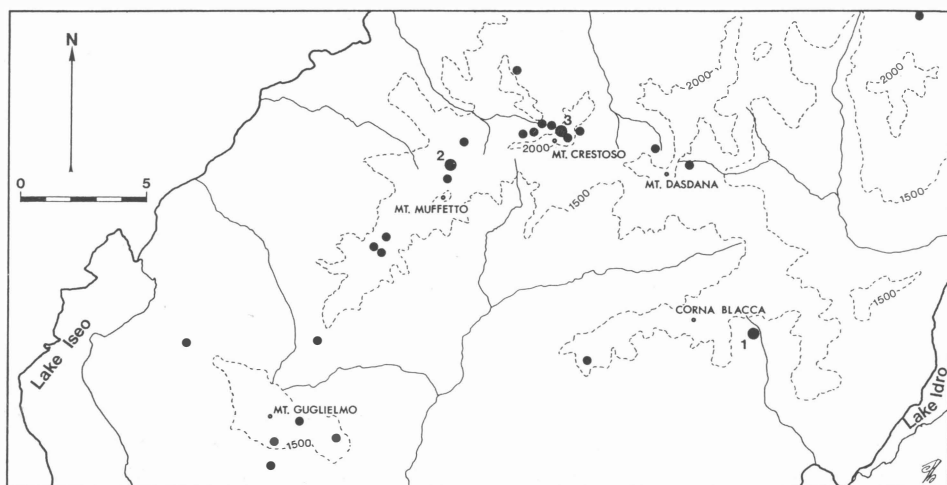 N
2000
2000
3
2000
MT. CRESTOSO
2
MT. DASDANA
0 5
1500
1500
MT. MUFFETTO
1500
CORNA BLACCA
1
Lake Iseo
Lake Idro
MT. GUGLIELMO
1500